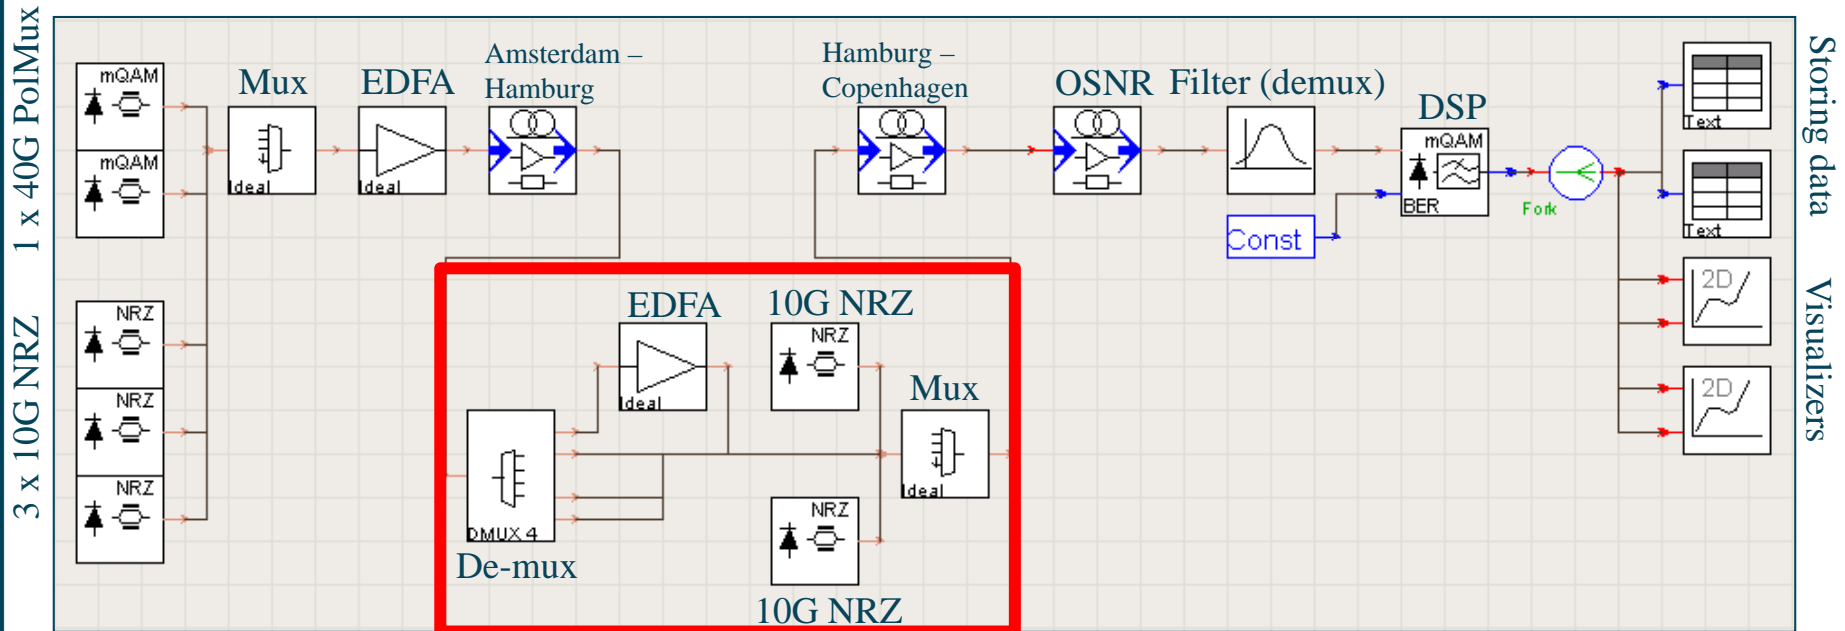 1 x 40G PolMux
3 x 10G NRZ
mQAM
mQAM
NRZ
NRZ
NRZ
Mux
Ideal
EDFA
Ideal
Amsterdam –
Hamburg
Hamburg –
Copenhagen
OSNR
Filter (demux)
Const
DSP
mQAM
BER
Fork
Text
Text
2D
2D
Storing data
Visualizers
EDFA
Ideal
10G NRZ
NRZ
Mux
Ideal
DMUX 4
De-mux
NRZ
10G NRZ